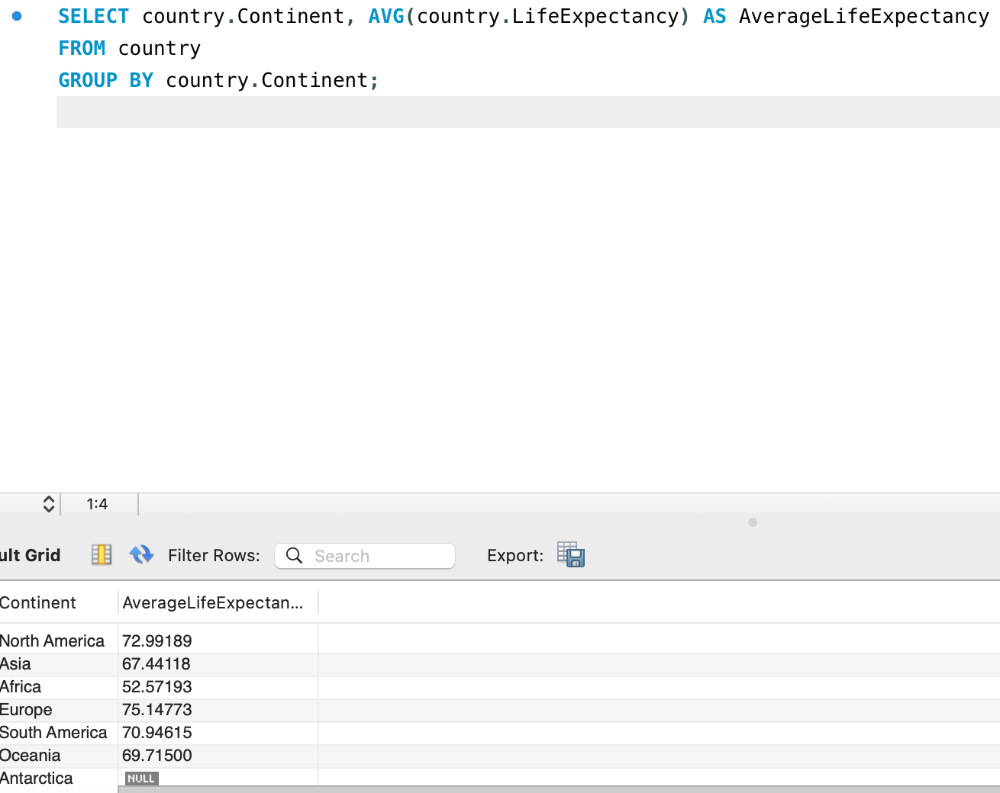 SELECT country.Continent, AVG(country.LifeExpectancy) AS AverageLifeExpectancy
FROM country
GROUP BY country.Continent;
1:4
ult Grid Filter Rows: Search Export:
Continent AverageLifeExpectan...
North America 72.99189
Asia 67.44118
Africa 52.57193
Europe 75.14773
South America 70.94615
Oceania 69.71500
Antarctica NULL